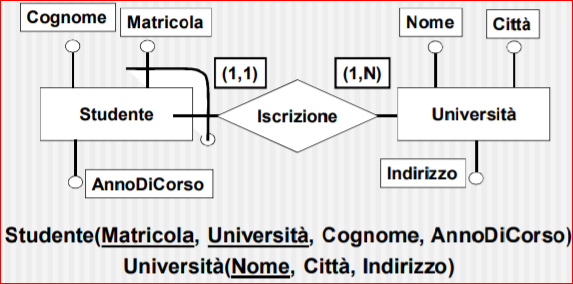 Cognome
Matricola
Nome
Città
(1,1)
(1,N)
Studente
Iscrizione
Università
AnnoDiCorso
Indirizzo
Studente(Matricola, Università, Cognome, AnnoDiCorso)
Università(Nome, Città, Indirizzo)